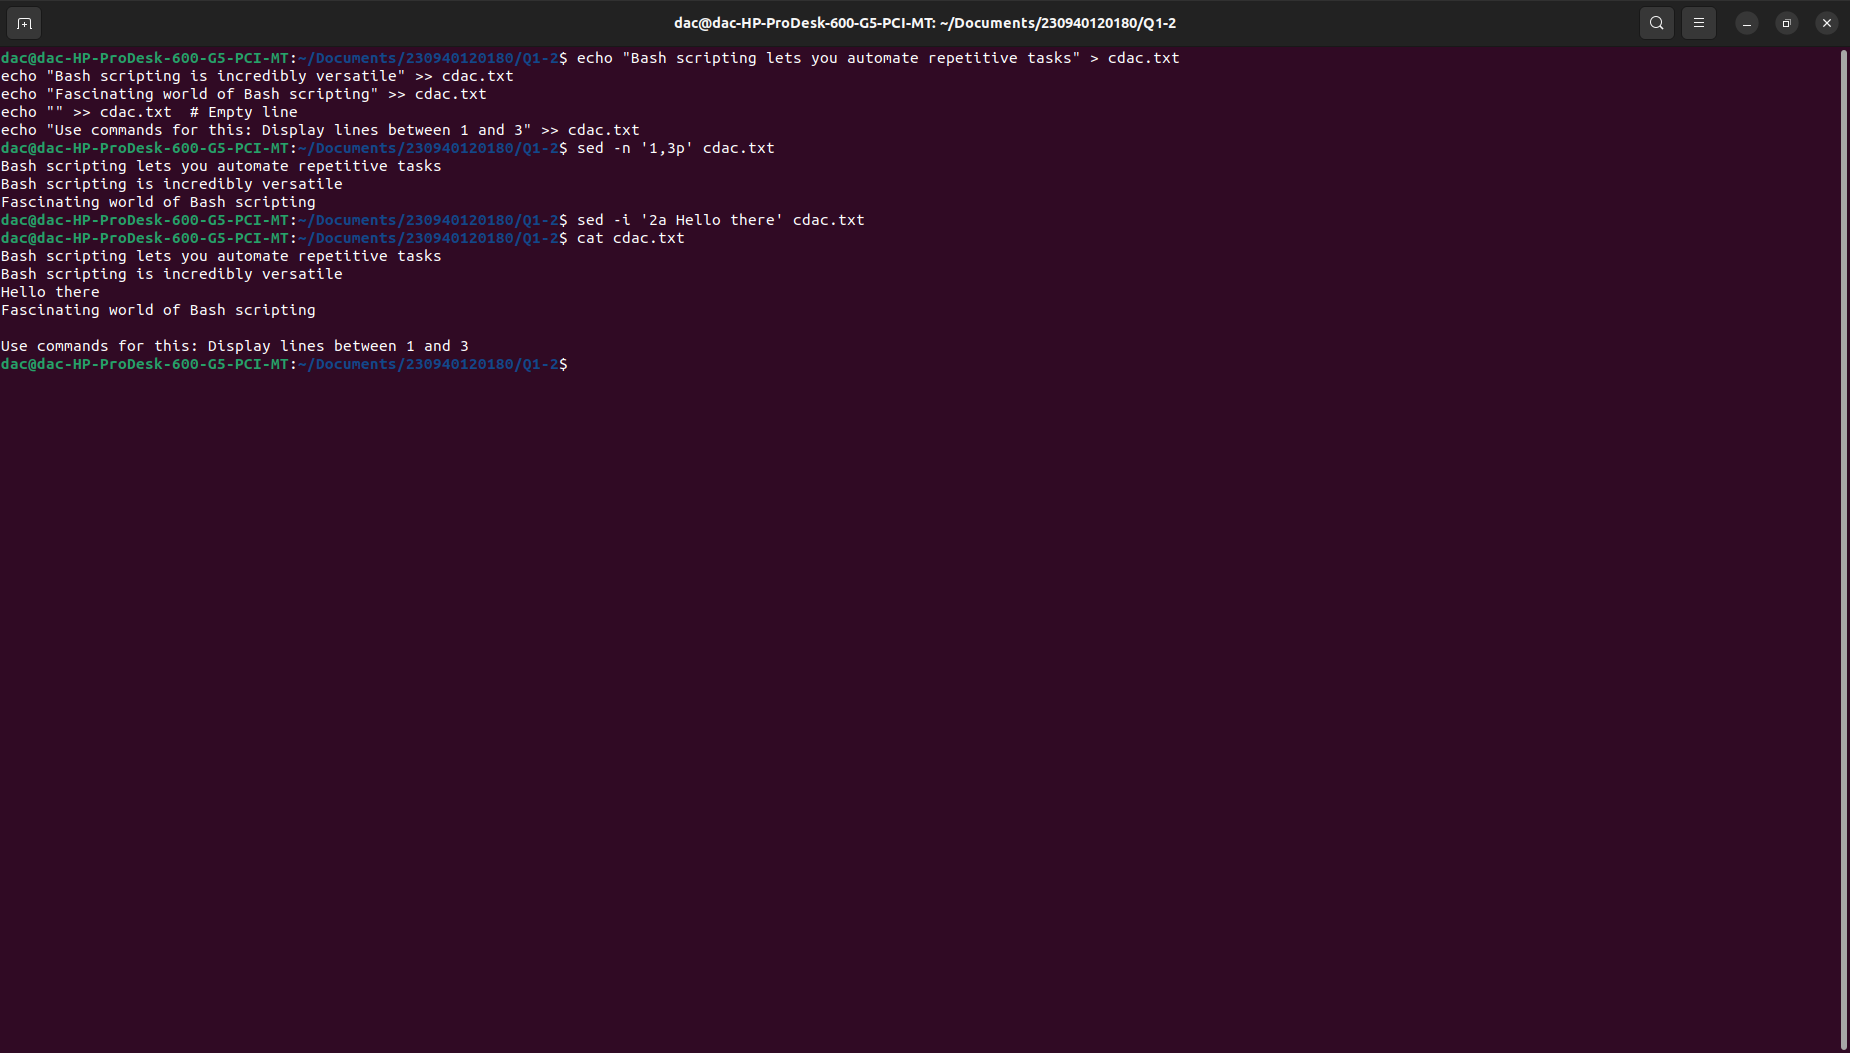 dac@dac-HP-ProDesk-600-G5-PCI-MT: ~/Documents/230940120180/Q1-2
dac@dac-HP-ProDesk-600-G5-PCI-MT:~/Documents/230940120180/Q1-2$ echo "Bash scripting lets you automate repetitive tasks" > cdac.txt
echo "Bash scripting is incredibly versatile" >> cdac.txt
echo "Fascinating world of Bash scripting" >> cdac.txt
echo "" >> cdac.txt  # Empty line
echo "Use commands for this: Display lines between 1 and 3" >> cdac.txt
dac@dac-HP-ProDesk-600-G5-PCI-MT:~/Documents/230940120180/Q1-2$ sed -n '1,3p' cdac.txt
Bash scripting lets you automate repetitive tasks
Bash scripting is incredibly versatile
Fascinating world of Bash scripting
dac@dac-HP-ProDesk-600-G5-PCI-MT:~/Documents/230940120180/Q1-2$ sed -i '2a Hello there' cdac.txt
dac@dac-HP-ProDesk-600-G5-PCI-MT:~/Documents/230940120180/Q1-2$ cat cdac.txt
Bash scripting lets you automate repetitive tasks
Bash scripting is incredibly versatile
Hello there
Fascinating world of Bash scripting

Use commands for this: Display lines between 1 and 3
dac@dac-HP-ProDesk-600-G5-PCI-MT:~/Documents/230940120180/Q1-2$